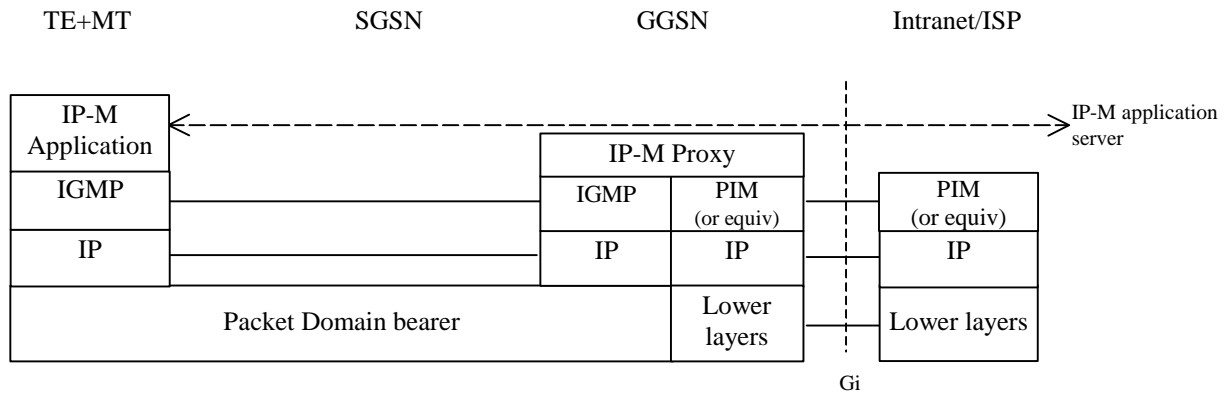 TE+MT
SGSN
GGSN
Intranet/ISP
IP-M
Application
IP-M application
server
IP-M Proxy
IGMP
IGMP
PIM
(or equiv)
PIM
(or equiv)
IP
IP
IP
IP
Packet Domain bearer
Lower
layers
Lower layers
Gi